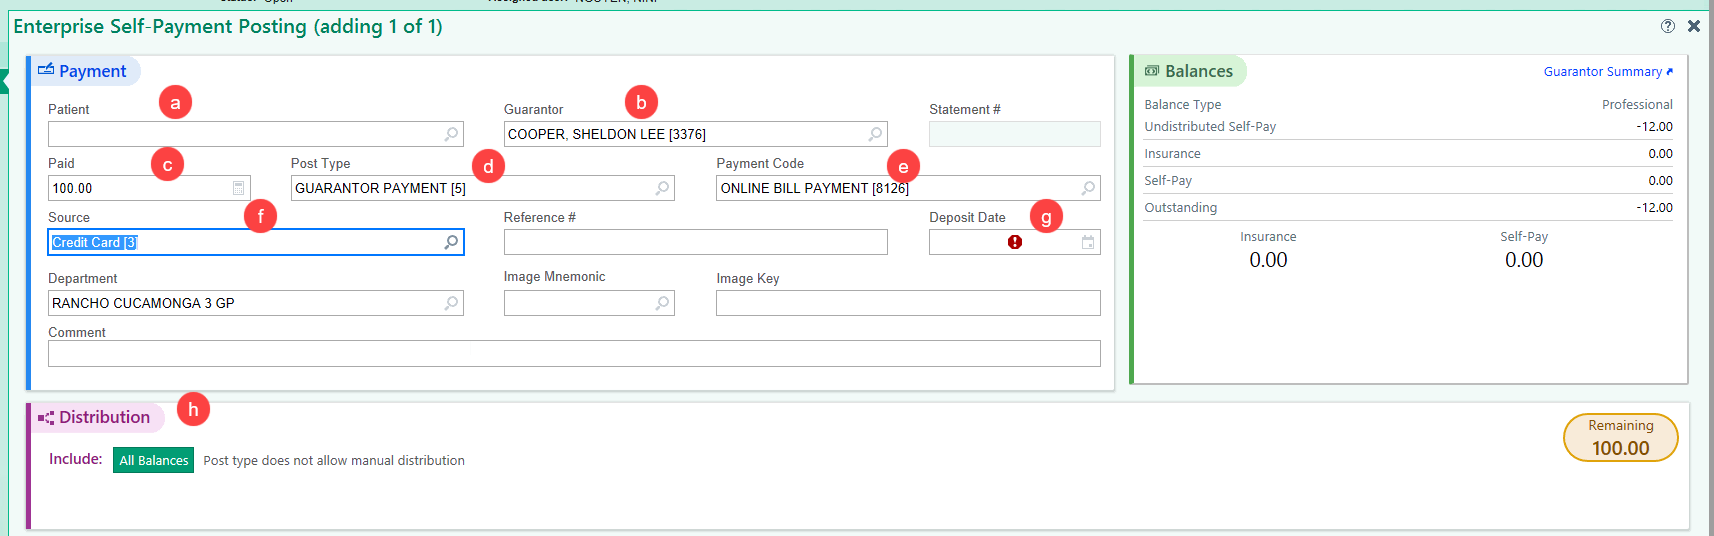 Enterprise Self-Payment Posting (adding 1 of 1)
Payment
Patient
a
Guarantor
b
Statement #
COOPER, SHELDON LEE [3376]
Paid
c
Post Type
d
Payment Code
e
100.00
GUARANTOR PAYMENT [5]
ONLINE BILL PAYMENT [8126]
Source
f
Reference #
Deposit Date
g
Credit Card [3]
Department
Image Mnemonic
Image Key
RANCHO CUCAMONGA 3 GP
Comment
Balances
Guarantor Summary
Balance Type Professional
Undistributed Self-Pay -12.00
Insurance 0.00
Self-Pay 0.00
Outstanding -12.00
Insurance Self-Pay
0.00 0.00
Distribution
h
Include: All Balances Post type does not allow manual distribution
Remaining
100.00